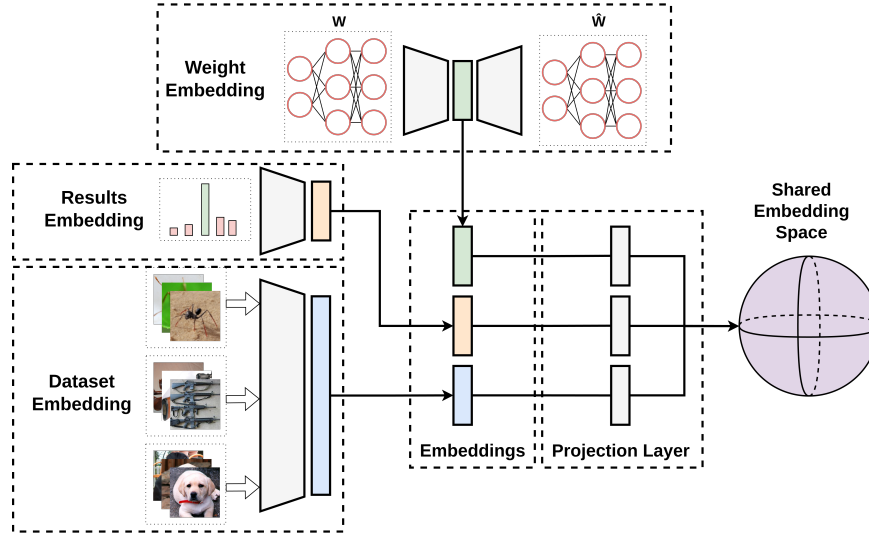 W
Ŵ
Weight
Embedding
Results
Embedding
Shared
Embedding
Space
Dataset
Embedding
Embeddings
Projection Layer